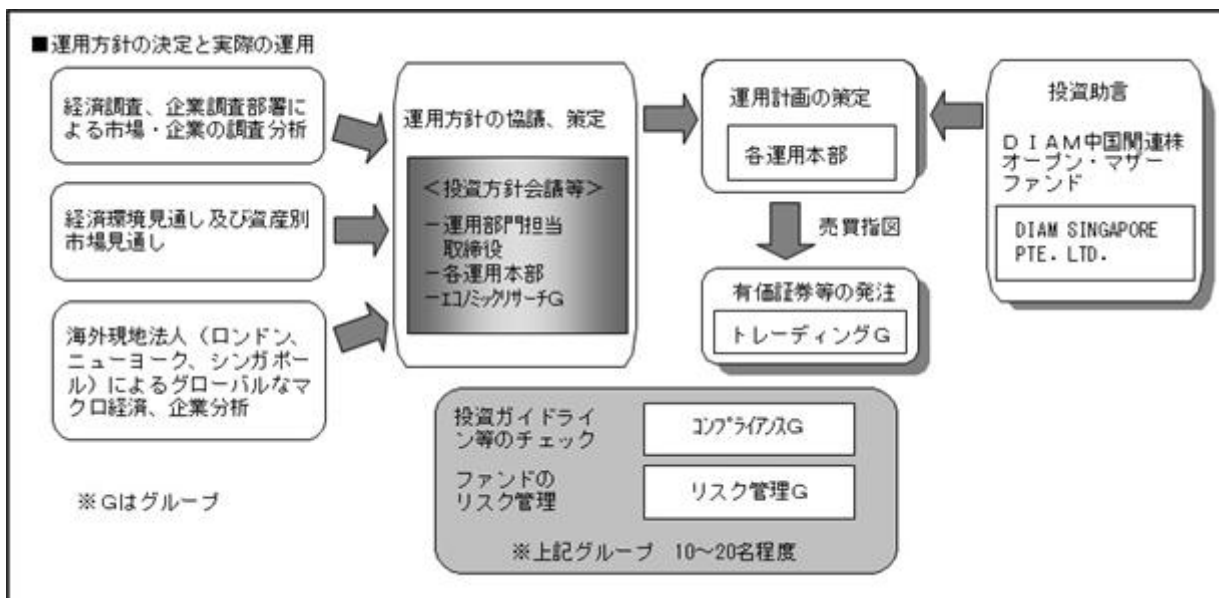 ■運用方針の決定と実際の運用
経済調査、企業調査部署に
よる市場・企業の調査分析
経済環境見通し及び資産別
市場見通し
海外現地法人（ロンドン、
ニューヨーク、シンガポー
ル）によるグローバルなマ
クロ経済、企業分析
※Gはグループ
運用方針の協議、策定
＜投資方針会議等＞
－運用部門担当
取締役
－各運用本部
－ｴｺﾉﾐｯｸﾘｻｰﾁG
運用計画の策定
各運用本部
売買指図
有価証券等の発注
トレーディングG
投資助言
ＤＩＡＭ中国関連株
オープン・マザー
ファンド
DIAM SINGAPORE
PTE. LTD.
投資ガイドライ
ン等のチェック
ｺﾝﾌﾟﾗｲｱﾝｽG
ファンドの
リスク管理
リスク管理G
※上記グループ　10～20名程度